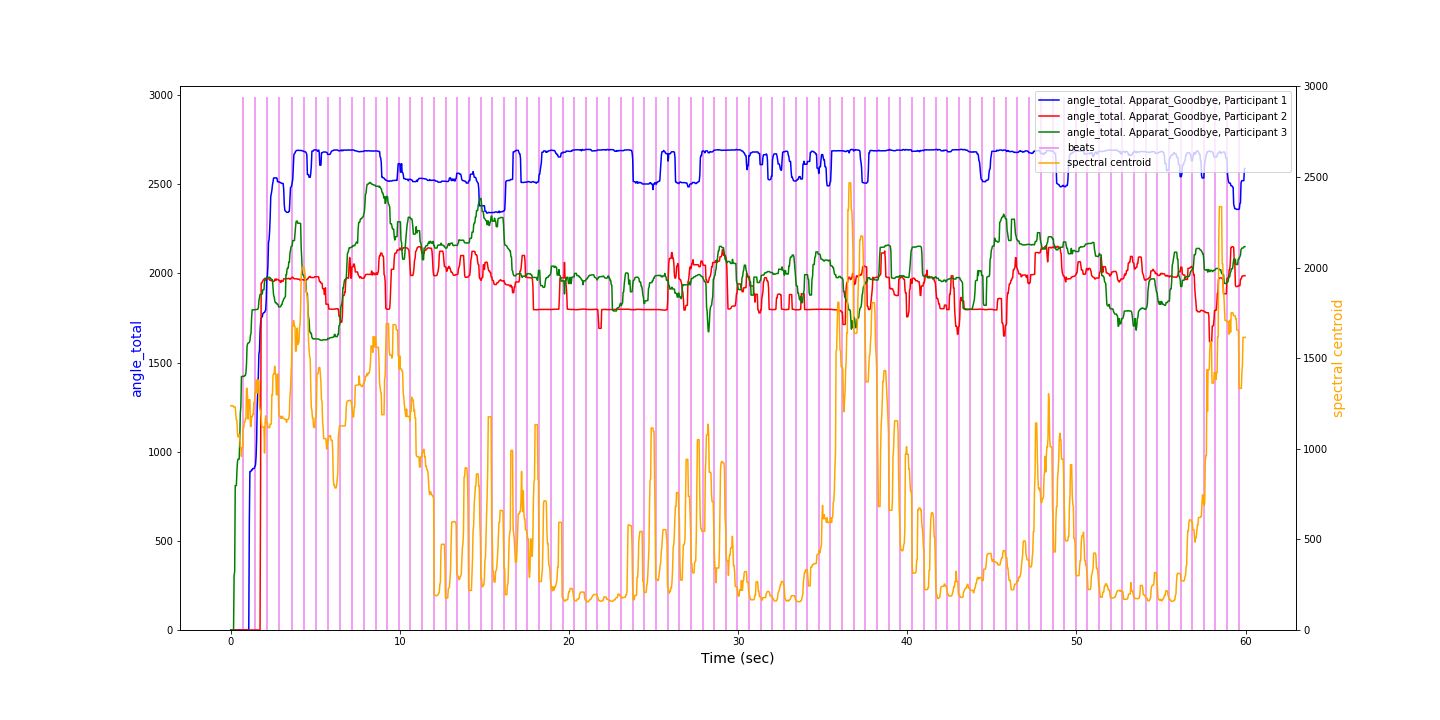 3000
2500
2000
1500
1000
500
0
angle_total
0
10
20
30
40
50
60
Time (sec)
3000
2500
2000
1500
1000
500
0
spectral centroid
angle_total. Apparat_Goodbye, Participant 1
angle_total. Apparat_Goodbye, Participant 2
angle_total. Apparat_Goodbye, Participant 3
beats
spectral centroid